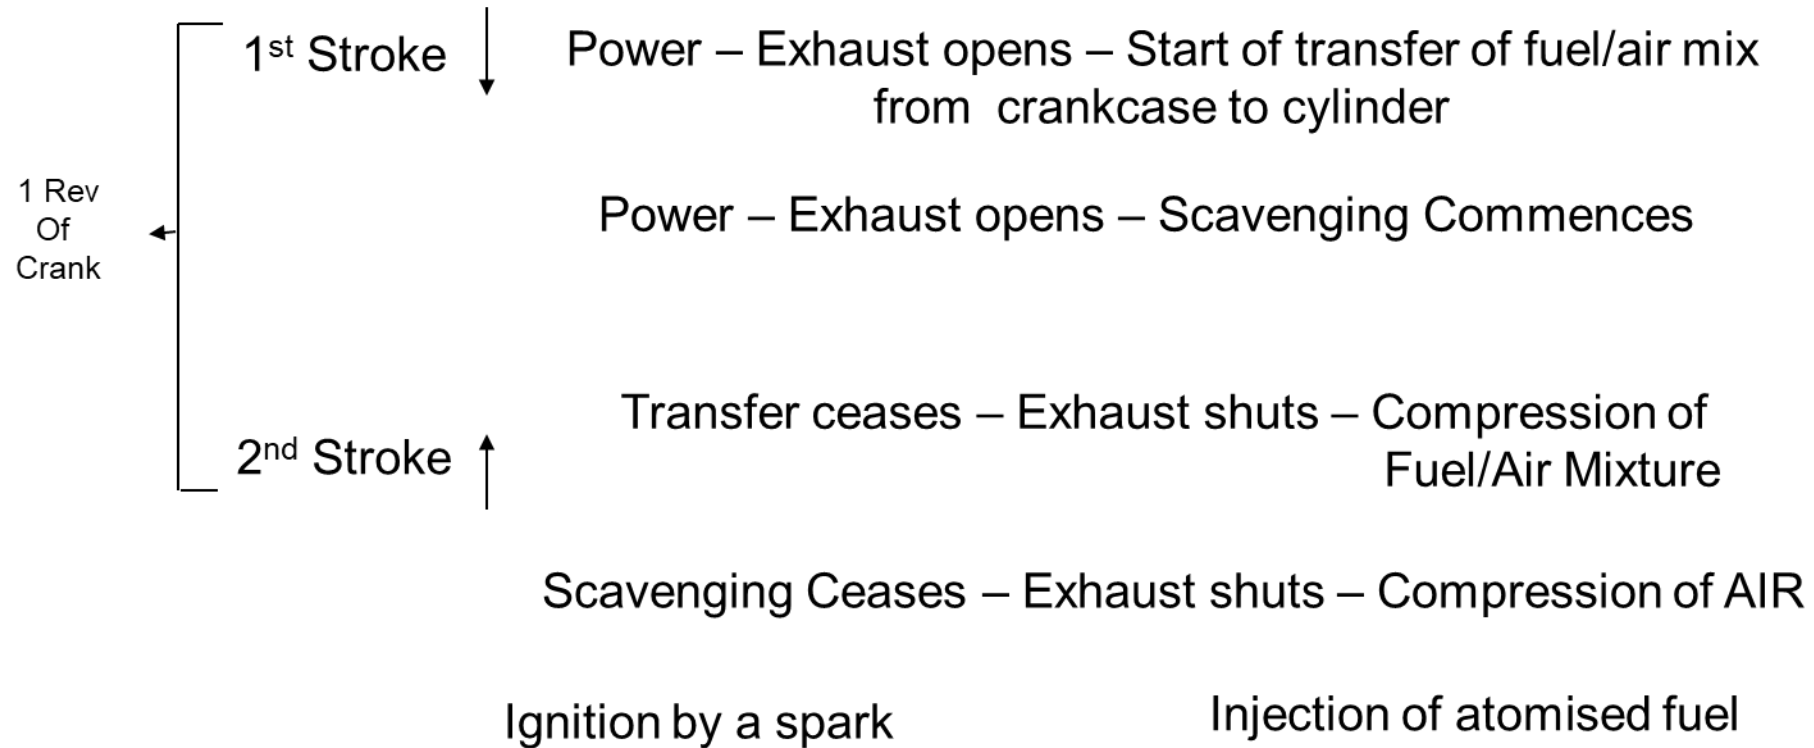 1st Stroke
Power – Exhaust opens – Start of transfer of fuel/air mix
from crankcase to cylinder
1 Rev
Of
Crank
Power – Exhaust opens – Scavenging Commences
2nd Stroke
Transfer ceases – Exhaust shuts – Compression of
Fuel/Air Mixture
Scavenging Ceases – Exhaust shuts – Compression of AIR
Ignition by a spark
Injection of atomised fuel